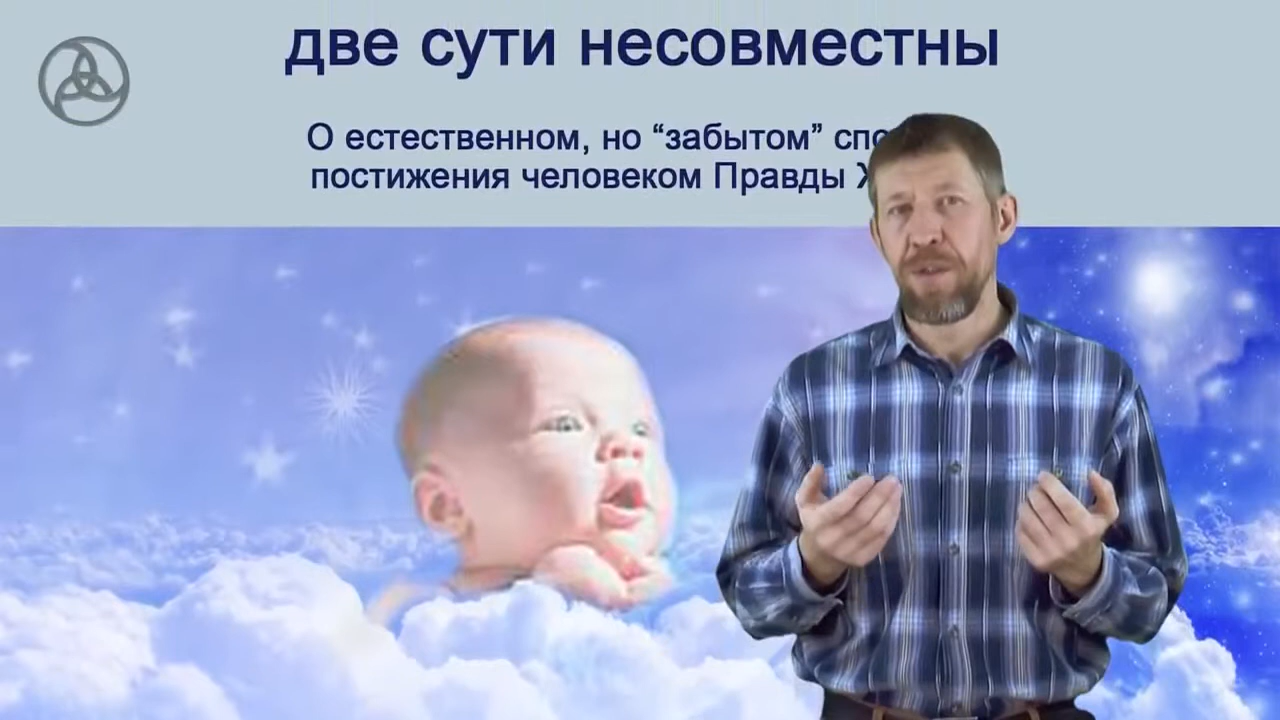 две сути несовместны
О естественном, но “забытом”
постижения человеком Правды